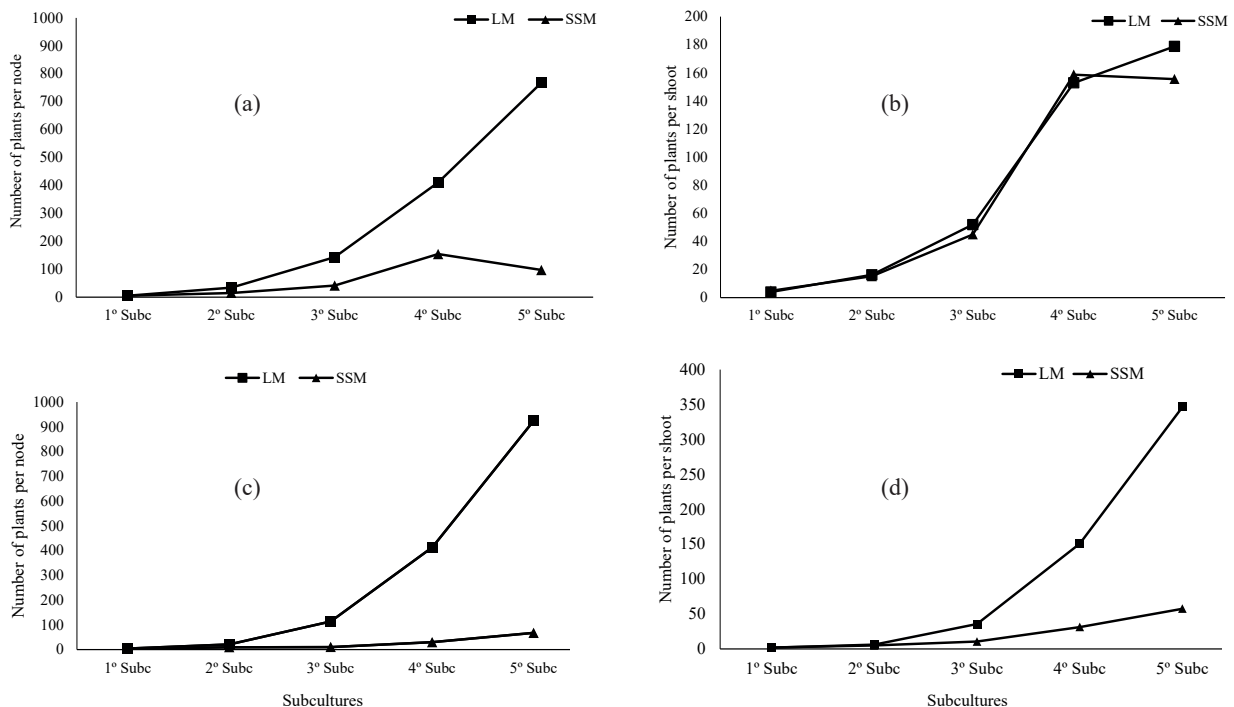 LM SSM
1000
900
800
700
600
500
400
300
200
100
0
Numbeer of plants per node
(a)
1º Subc 2º Subc 3º Subc 4º Subc 5º Subc
LM SSM
200
180
160
140
120
100
80
60
40
20
0
Number of plants per shoot
(b)
1º Subc 2º Subc 3º Subc 4º Subc 5º Subc
LM SSM
1000
900
800
700
600
500
400
300
200
100
0
Number of plants per node
(c)
1º Subc 2º Subc 3º Subc 4º Subc 5º Subc
Subcultures
LM SSM
400
350
300
250
200
150
100
50
0
Number of plants per shoot
(d)
1º Subc 2º Subc 3º Subc 4º Subc 5º Subc
Subcultures